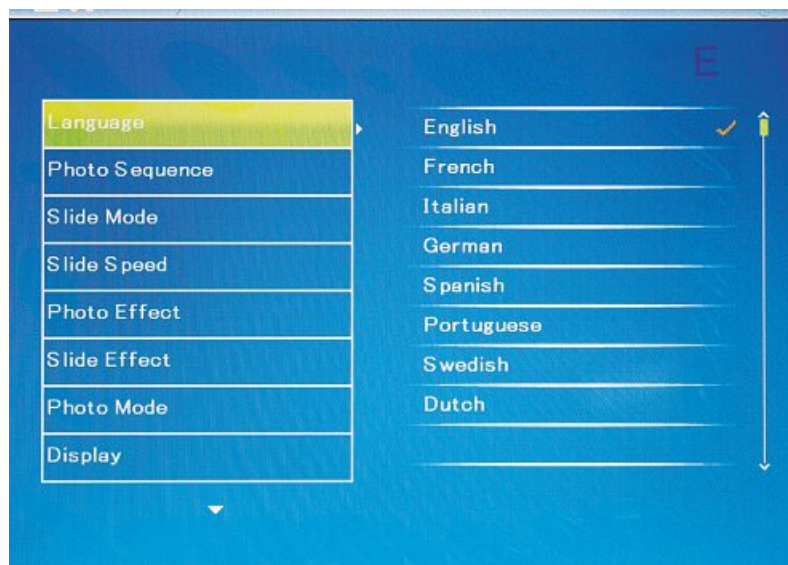 E
Language
Photo Sequence
Slide Mode
Slide Speed
Photo Effect
Slide Effect
Photo Mode
Display
English
French
Italian
German
Spanish
Portuguese
Swedish
Dutch